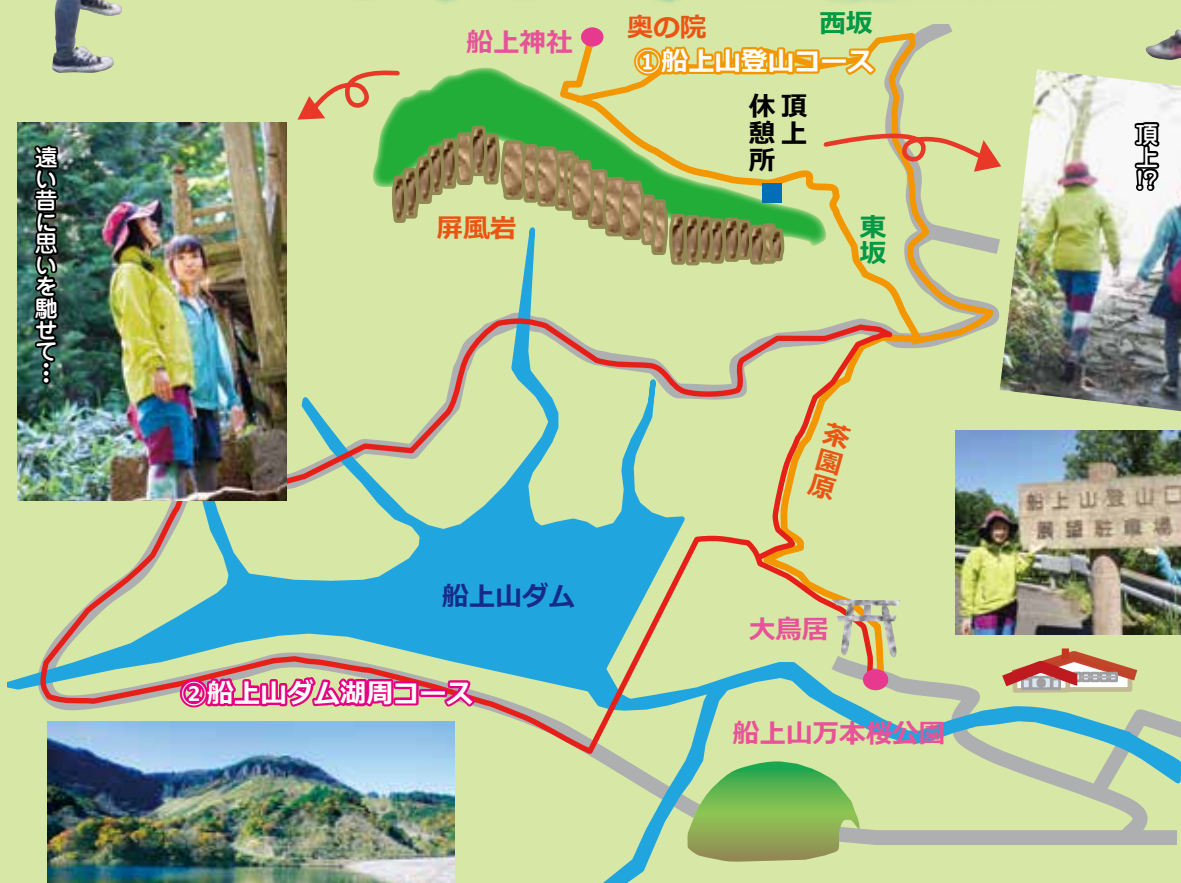 船上神社
奥の院
西坂
①船上山登山コース
頂上
休憩所
頂上!?
遠い昔に思いを馳せて…
屏風岩
東坂
茶園原
船上山登山口
展望駐車場
船上山ダム
大鳥居
②船上山ダム湖周コース
船上山万本桜公園